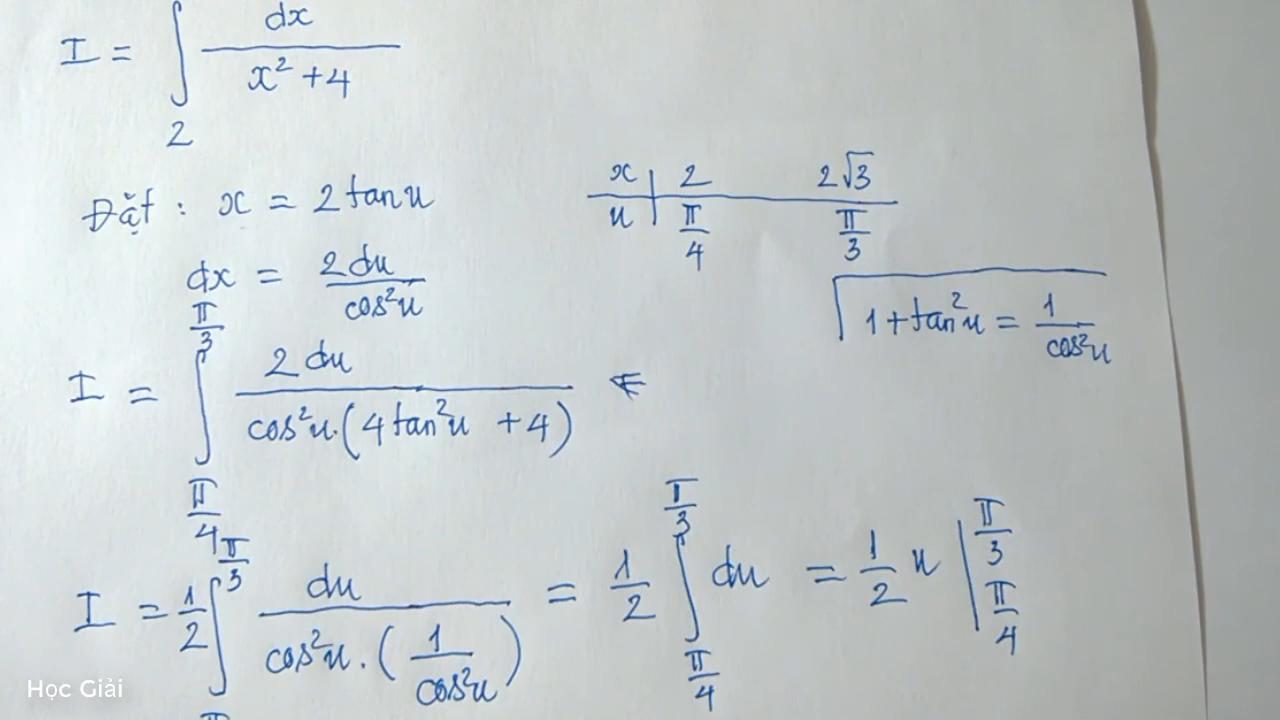 I = ∫₂ dx / (x² + 4)
Đặt : x = 2 tan u
x | 2 2√3
u | π/4 π/3
dx = 2du / cos²u
1 + tan²u = 1 / cos²u
I = ∫_{π/4}^{π/3} 2du / (cos²u.(4tan²u + 4))
I = 1/2 ∫^{π/3} du / (cos²u.(1/cos²u)) = 1/2 ∫_{π/4}^{π/3} du = 1/2 u |_{π/4}^{π/3}
Học Giải